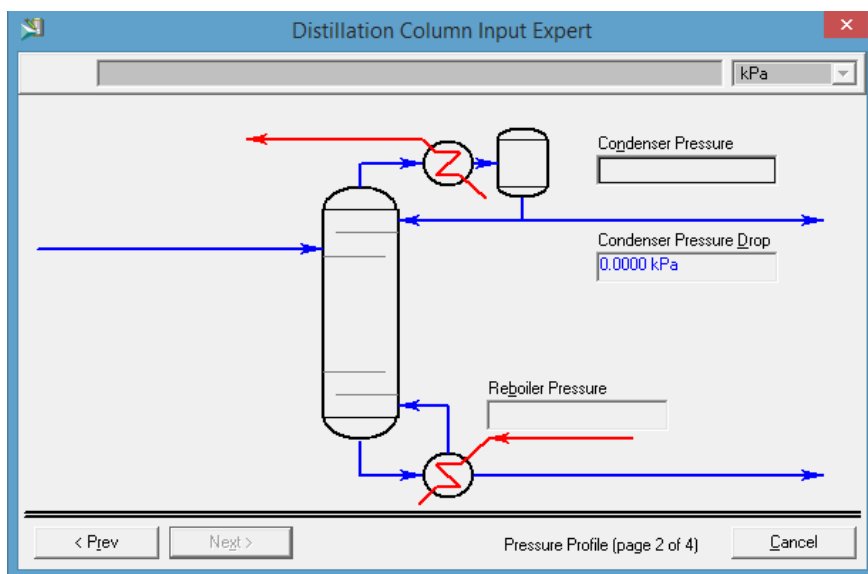 Distillation Column Input Expert
kPa
Condenser Pressure
Condenser Pressure Drop
0.0000 kPa
Reboiler Pressure
< Prev
Next >
Pressure Profile (page 2 of 4)
Cancel